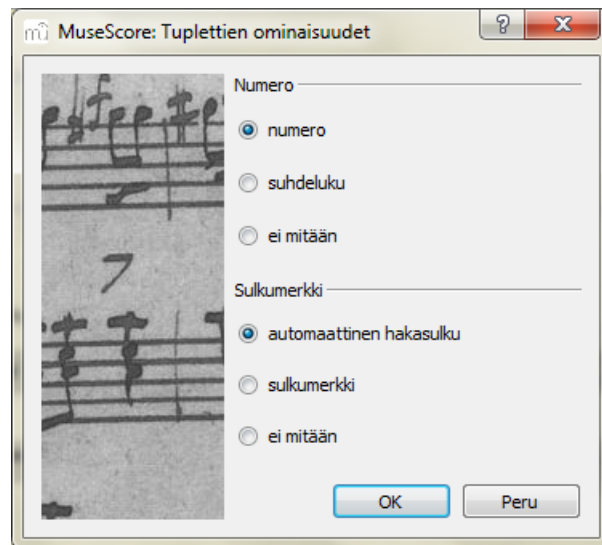 MuseScore: Tuplettien ominaisuudet
Numero
numero
suhdeluku
ei mitään
7
Sulkumerkki
automaattinen hakasulku
sulkumerkki
ei mitään
OK
Peru